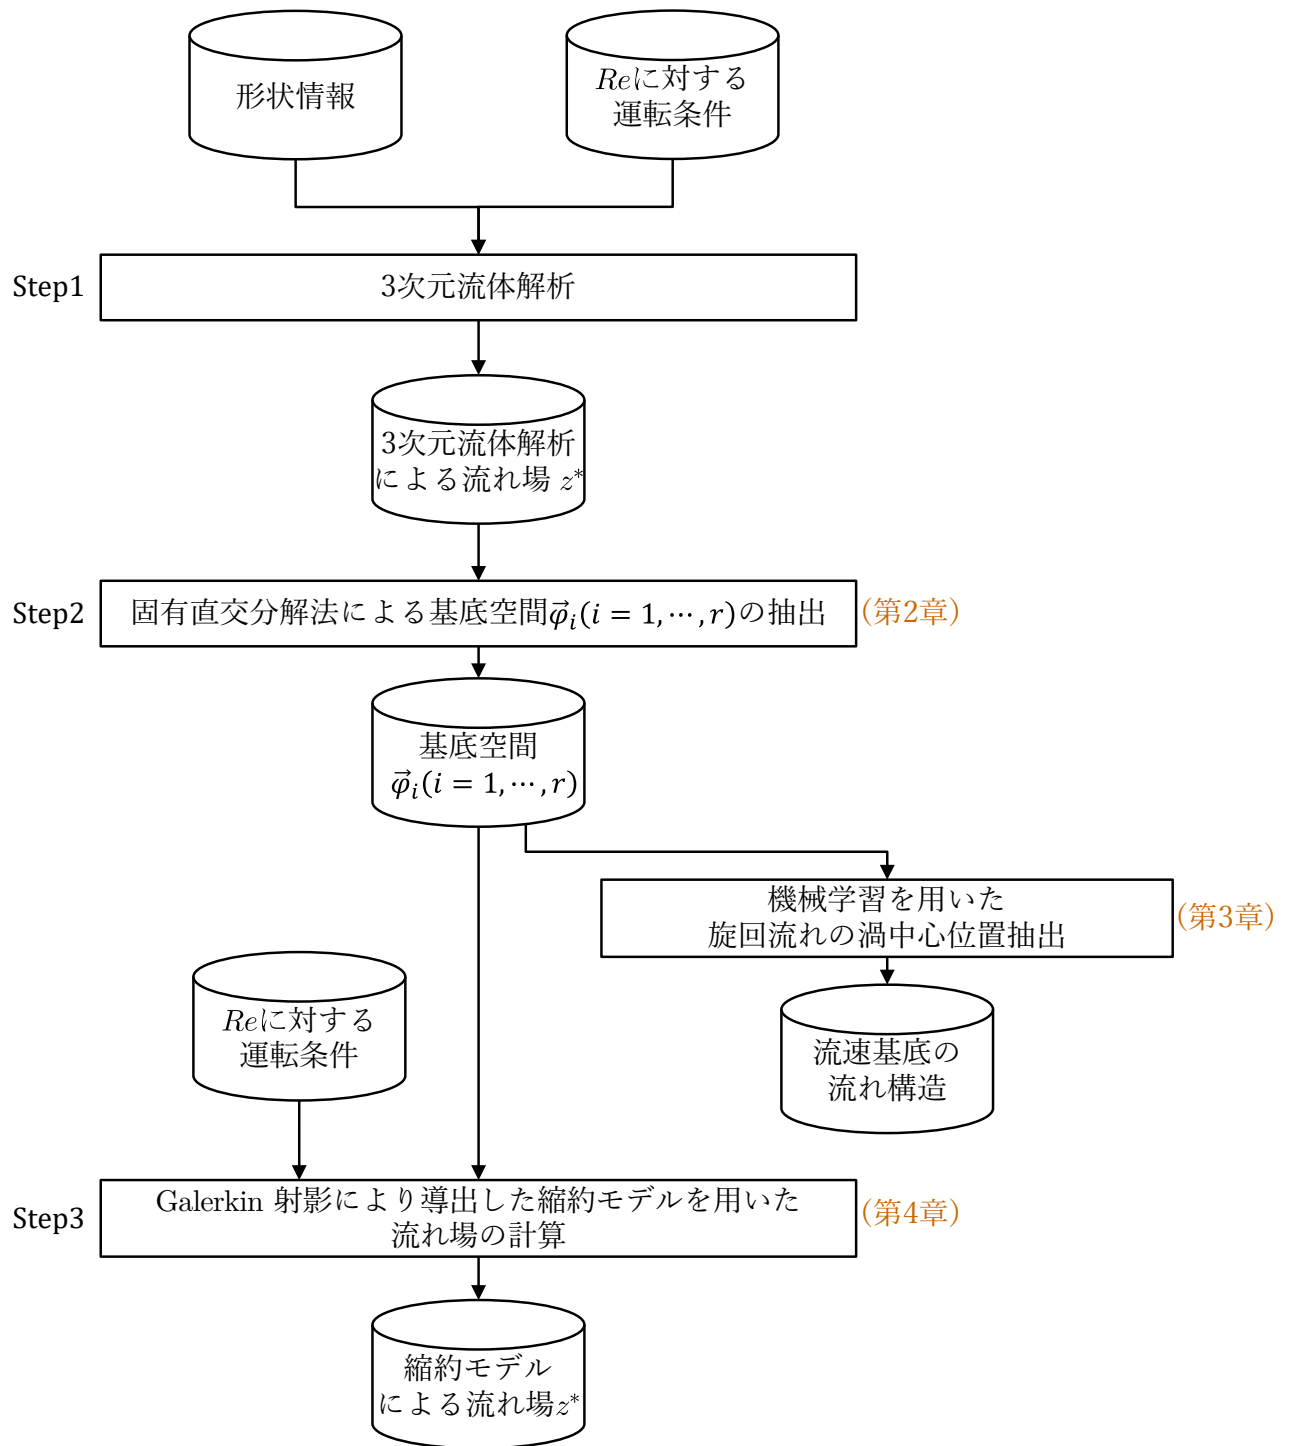 形状情報
Reに対する
運転条件
Step1
3次元流体解析
3次元流体解析
による流れ場 z*
Step2
固有直交分解法による基底空間φ⃗ᵢ(i = 1, ⋯, r)の抽出
(第2章)
基底空間
φ⃗ᵢ(i = 1, ⋯, r)
機械学習を用いた
旋回流れの渦中心位置抽出
(第3章)
Reに対する
運転条件
流速基底の
流れ構造
Step3
Galerkin 射影により導出した縮約モデルを用いた
流れ場の計算
(第4章)
縮約モデル
による流れ場z*